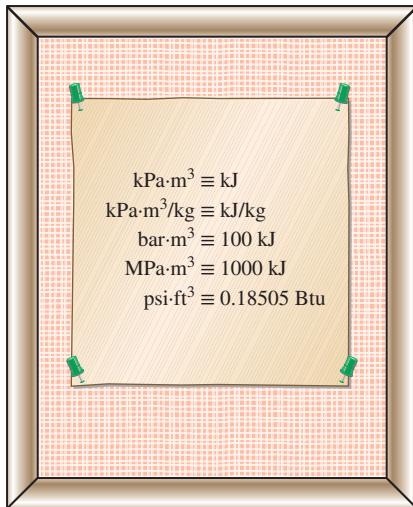 kPa·m³ ≡ kJ
kPa·m³/kg ≡ kJ/kg
bar·m³ ≡ 100 kJ
MPa·m³ ≡ 1000 kJ
psi·ft³ ≡ 0.18505 Btu